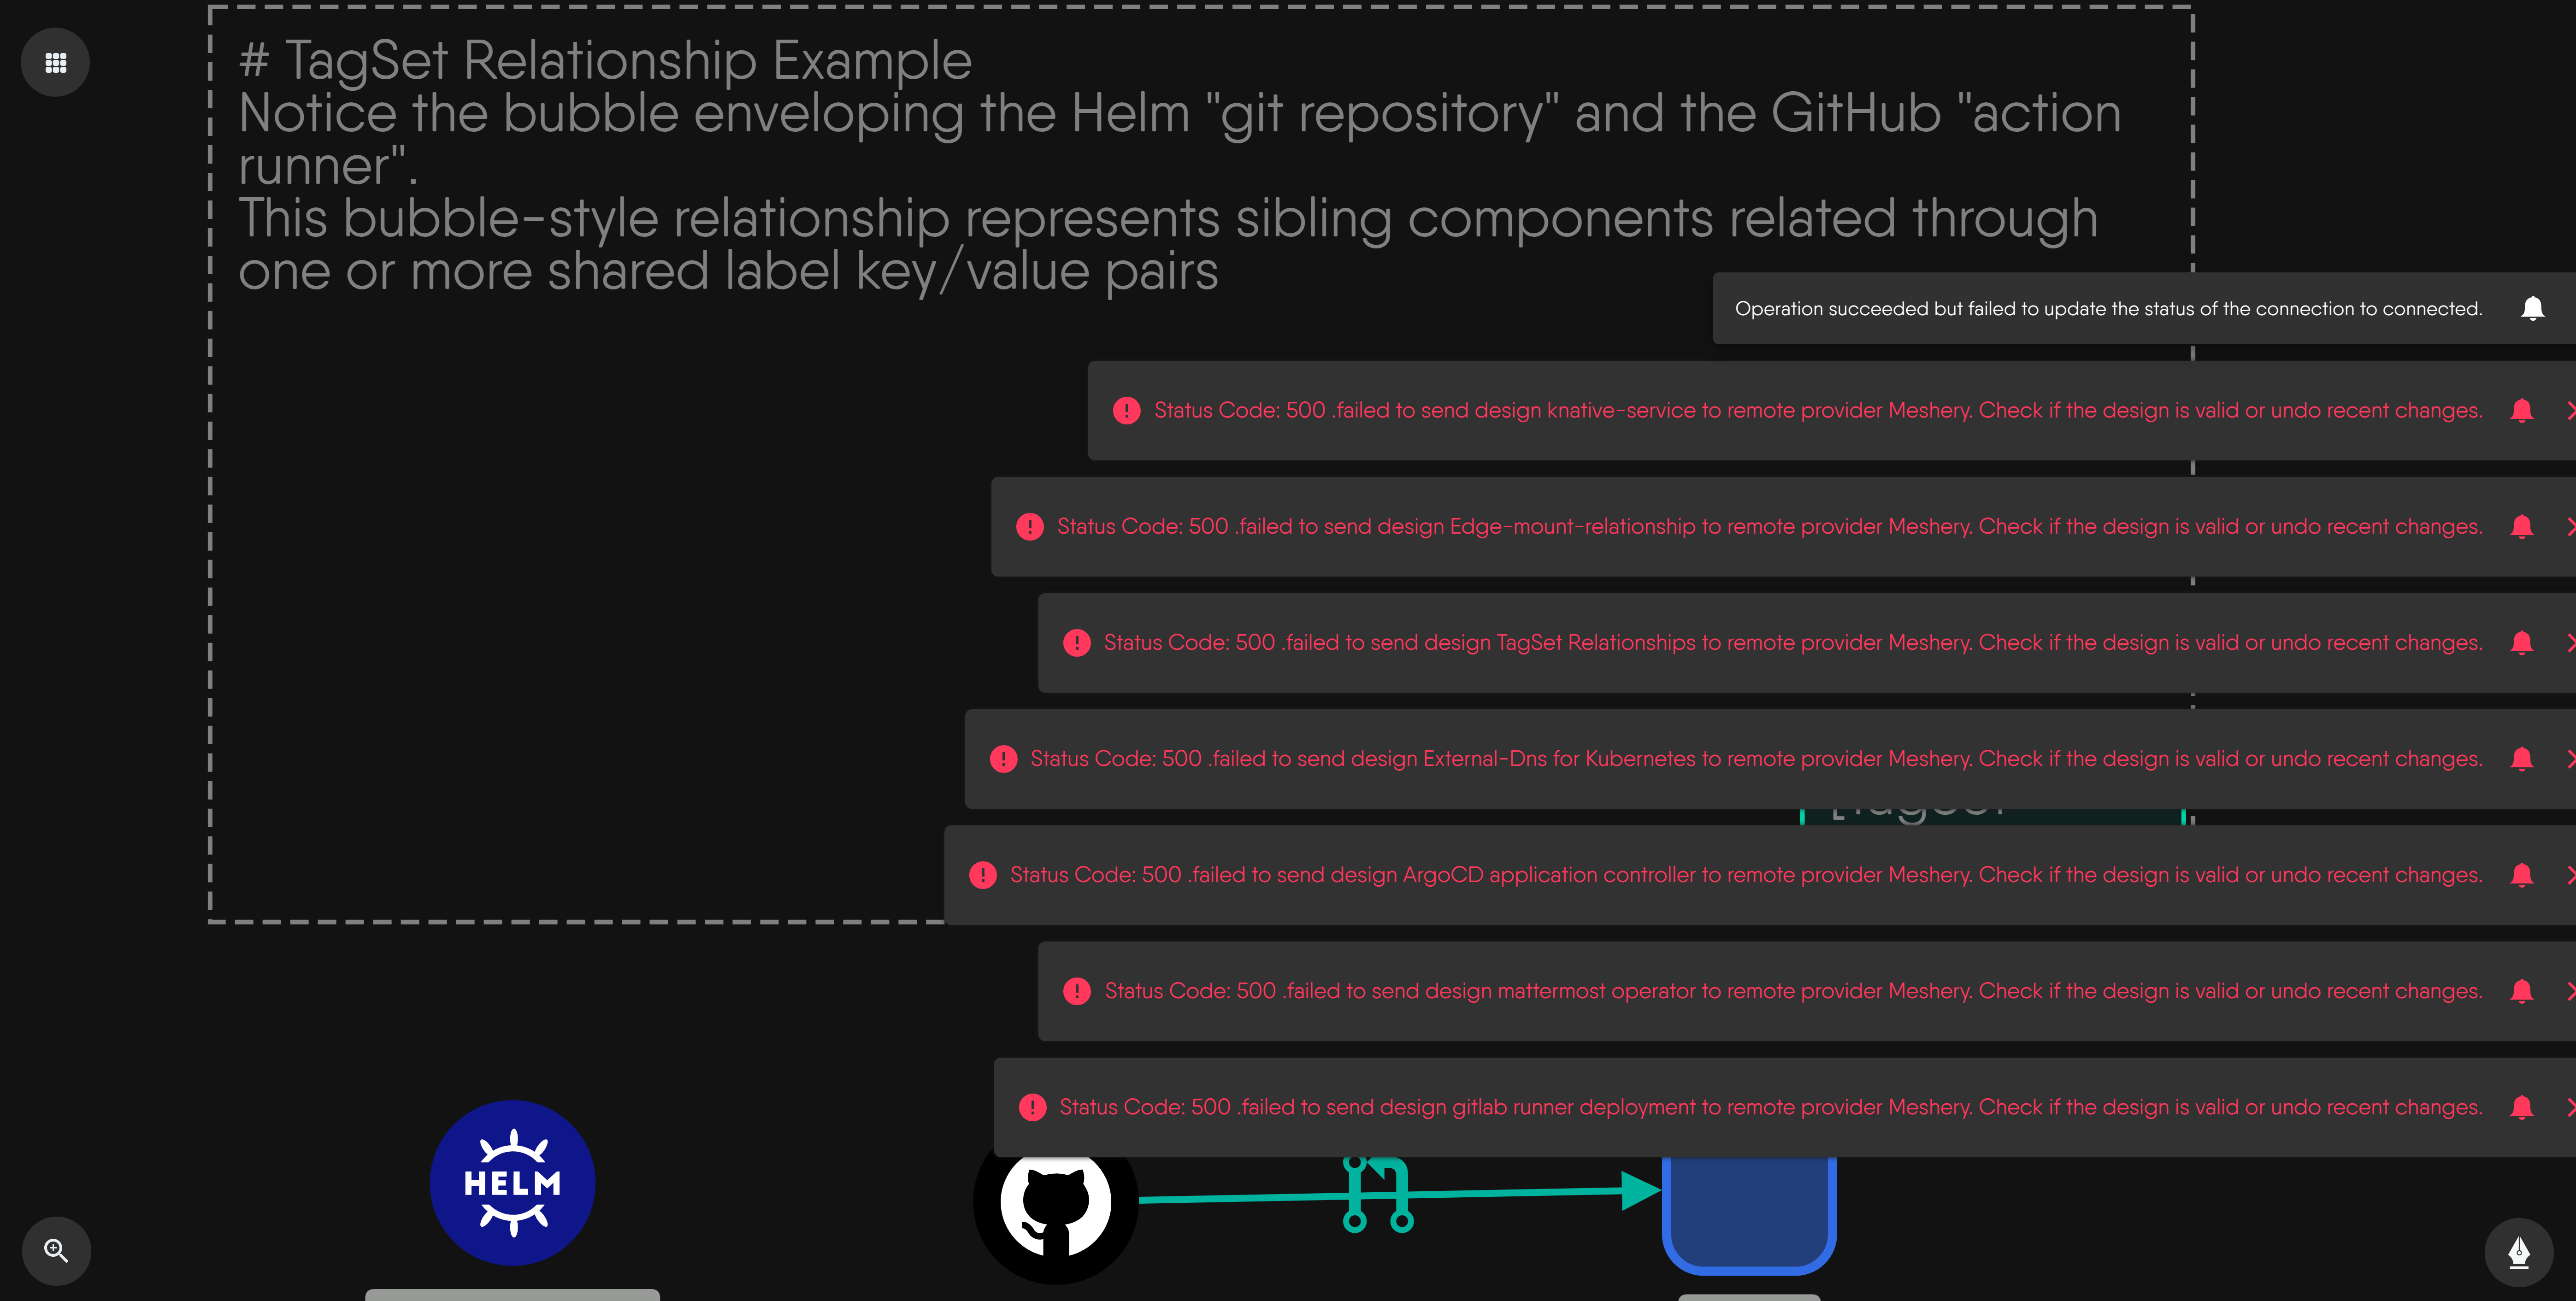 # TagSet Relationship Example
Notice the bubble enveloping the Helm "git repository" and the GitHub "action
runner".
This bubble-style relationship represents sibling components related through
one or more shared label key/value pairs
Operation succeeded but failed to update the status of the connection to connected.
Status Code: 500 .failed to send design knative-service to remote provider Meshery. Check if the design is valid or undo recent changes.
Status Code: 500 .failed to send design Edge-mount-relationship to remote provider Meshery. Check if the design is valid or undo recent changes.
Status Code: 500 .failed to send design TagSet Relationships to remote provider Meshery. Check if the design is valid or undo recent changes.
Status Code: 500 .failed to send design External-Dns for Kubernetes to remote provider Meshery. Check if the design is valid or undo recent changes.
Status Code: 500 .failed to send design ArgoCD application controller to remote provider Meshery. Check if the design is valid or undo recent changes.
Status Code: 500 .failed to send design mattermost operator to remote provider Meshery. Check if the design is valid or undo recent changes.
Status Code: 500 .failed to send design gitlab runner deployment to remote provider Meshery. Check if the design is valid or undo recent changes.
HELM